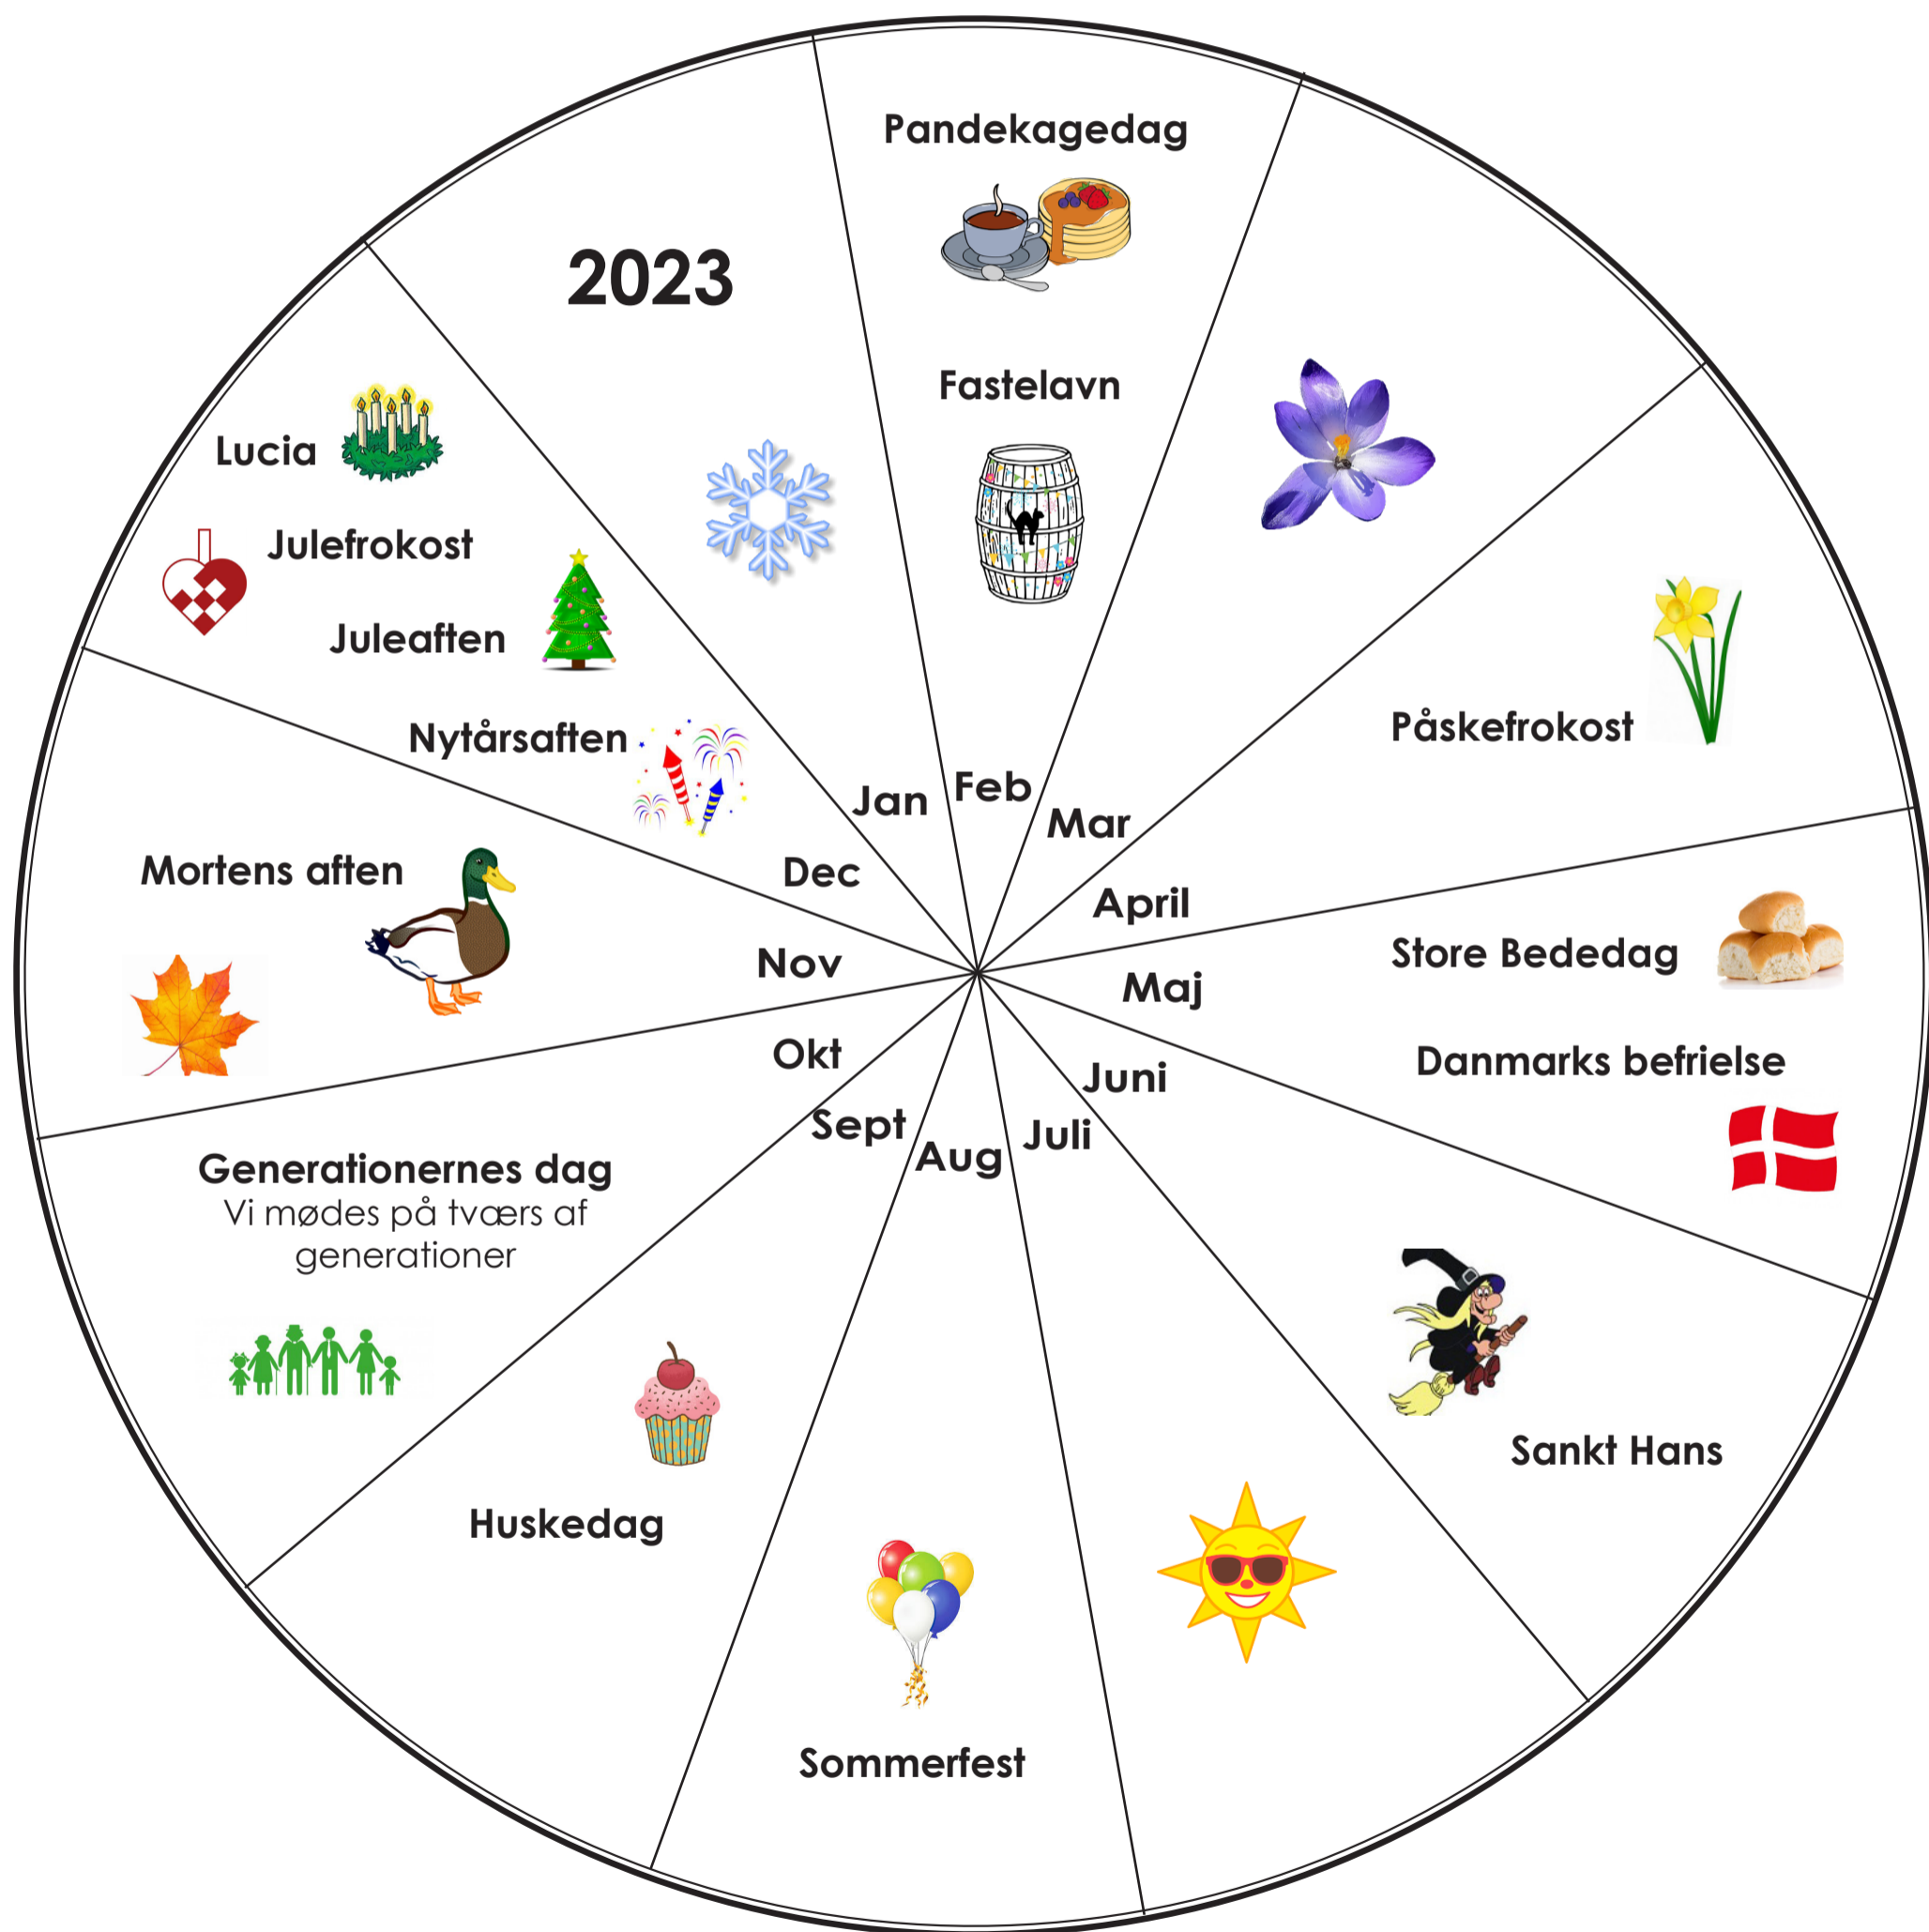 2023
Jan
Pandekagedag
Fastelavn
Feb
Mar
Påskefrokost
April
Store Bededag
Danmarks befrielse
Maj
Sankt Hans
Juni
Juli
Sommerfest
Aug
Huskedag
Sept
Generationernes dag
Vi mødes på tværs af
generationer
Okt
Mortens aften
Nov
Lucia
Julefrokost
Juleaften
Nytårsaften
Dec